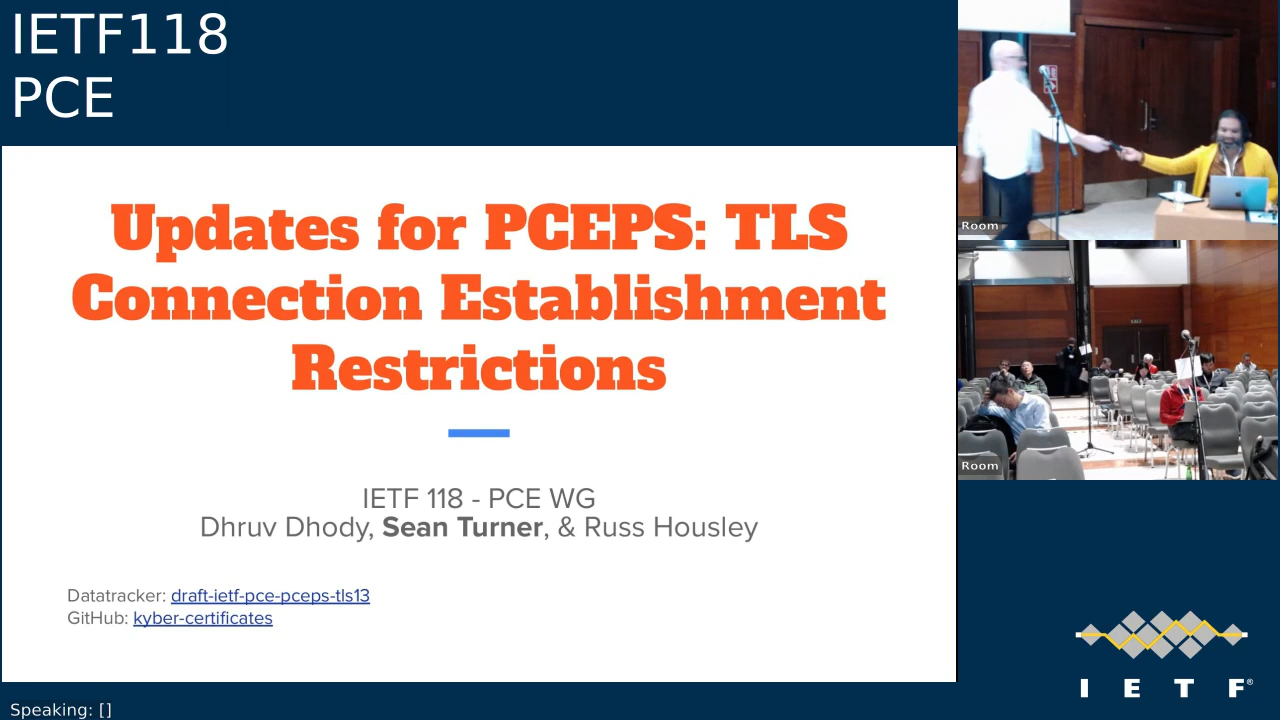 IETF118
PCE
Updates for PCEPS: TLS
Connection Establishment
Restrictions
IETF 118 - PCE WG
Dhruv Dhody, Sean Turner, & Russ Housley
Datatracker: draft-ietf-pce-pceps-tls13
GitHub: kyber-certificates
Room
Room
I E T F®
Speaking: []